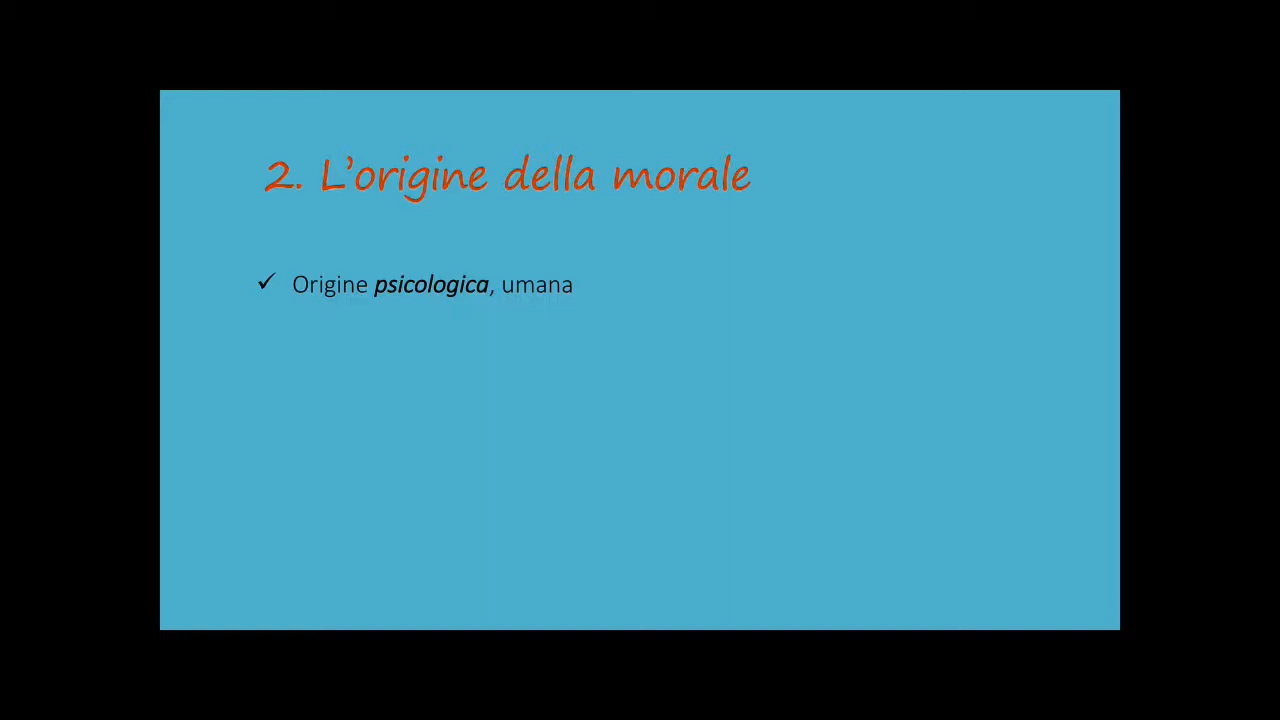 2. L’origine della morale
✓ Origine psicologica, umana